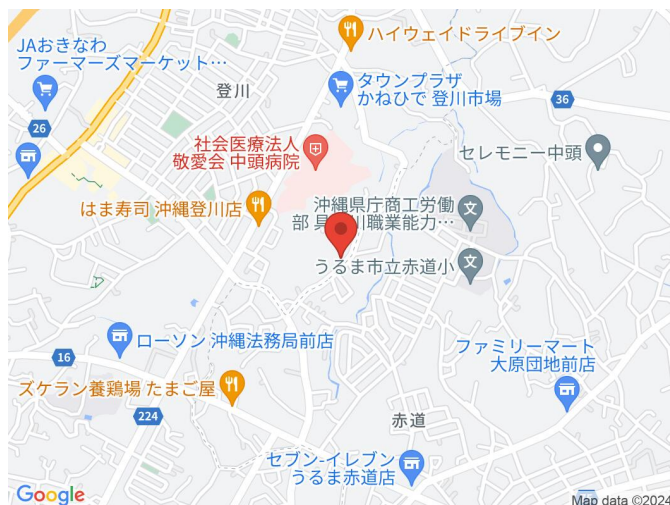 ハイウェイドライブイン
JAおきなわ
ファーマーズマーケット…
登川
タウンプラザ
かねひで 登川市場
36
26
社会医療法人
敬愛会 中頭病院
セレモニー中頭
はま寿司 沖縄登川店
沖縄県庁商工労働
部 具 川職業能力…
うるま市立赤道小
ローソン 沖縄法務局前店
16
ファミリーマート
大原団地前店
ズケラン養鶏場 たまご屋
224
赤道
セブン-イレブン
うるま赤道店
Google
Map data ©2024